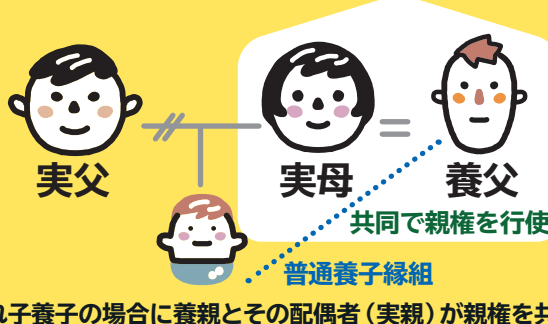 実父
実母
養父
共同で親権を行使
普通養子縁組
れ子養子の場合に養親とその配偶者（実親）が親権を共